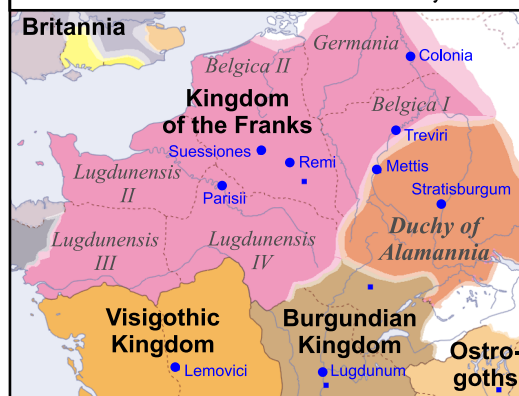 Britannia
Germania
Colonia
Belgica II
Kingdom
of the Franks
Belgica I
Treviri
Suessiones
Remi
Mettis
Lugdunensis
II
Parisii
Stratisburgum
Duchy of
Alamannia
Lugdunensis
III
Lugdunensis
IV
Visigothic
Kingdom
Burgundian
Kingdom
Ostro-
goths
Lemovici
Lugdunum